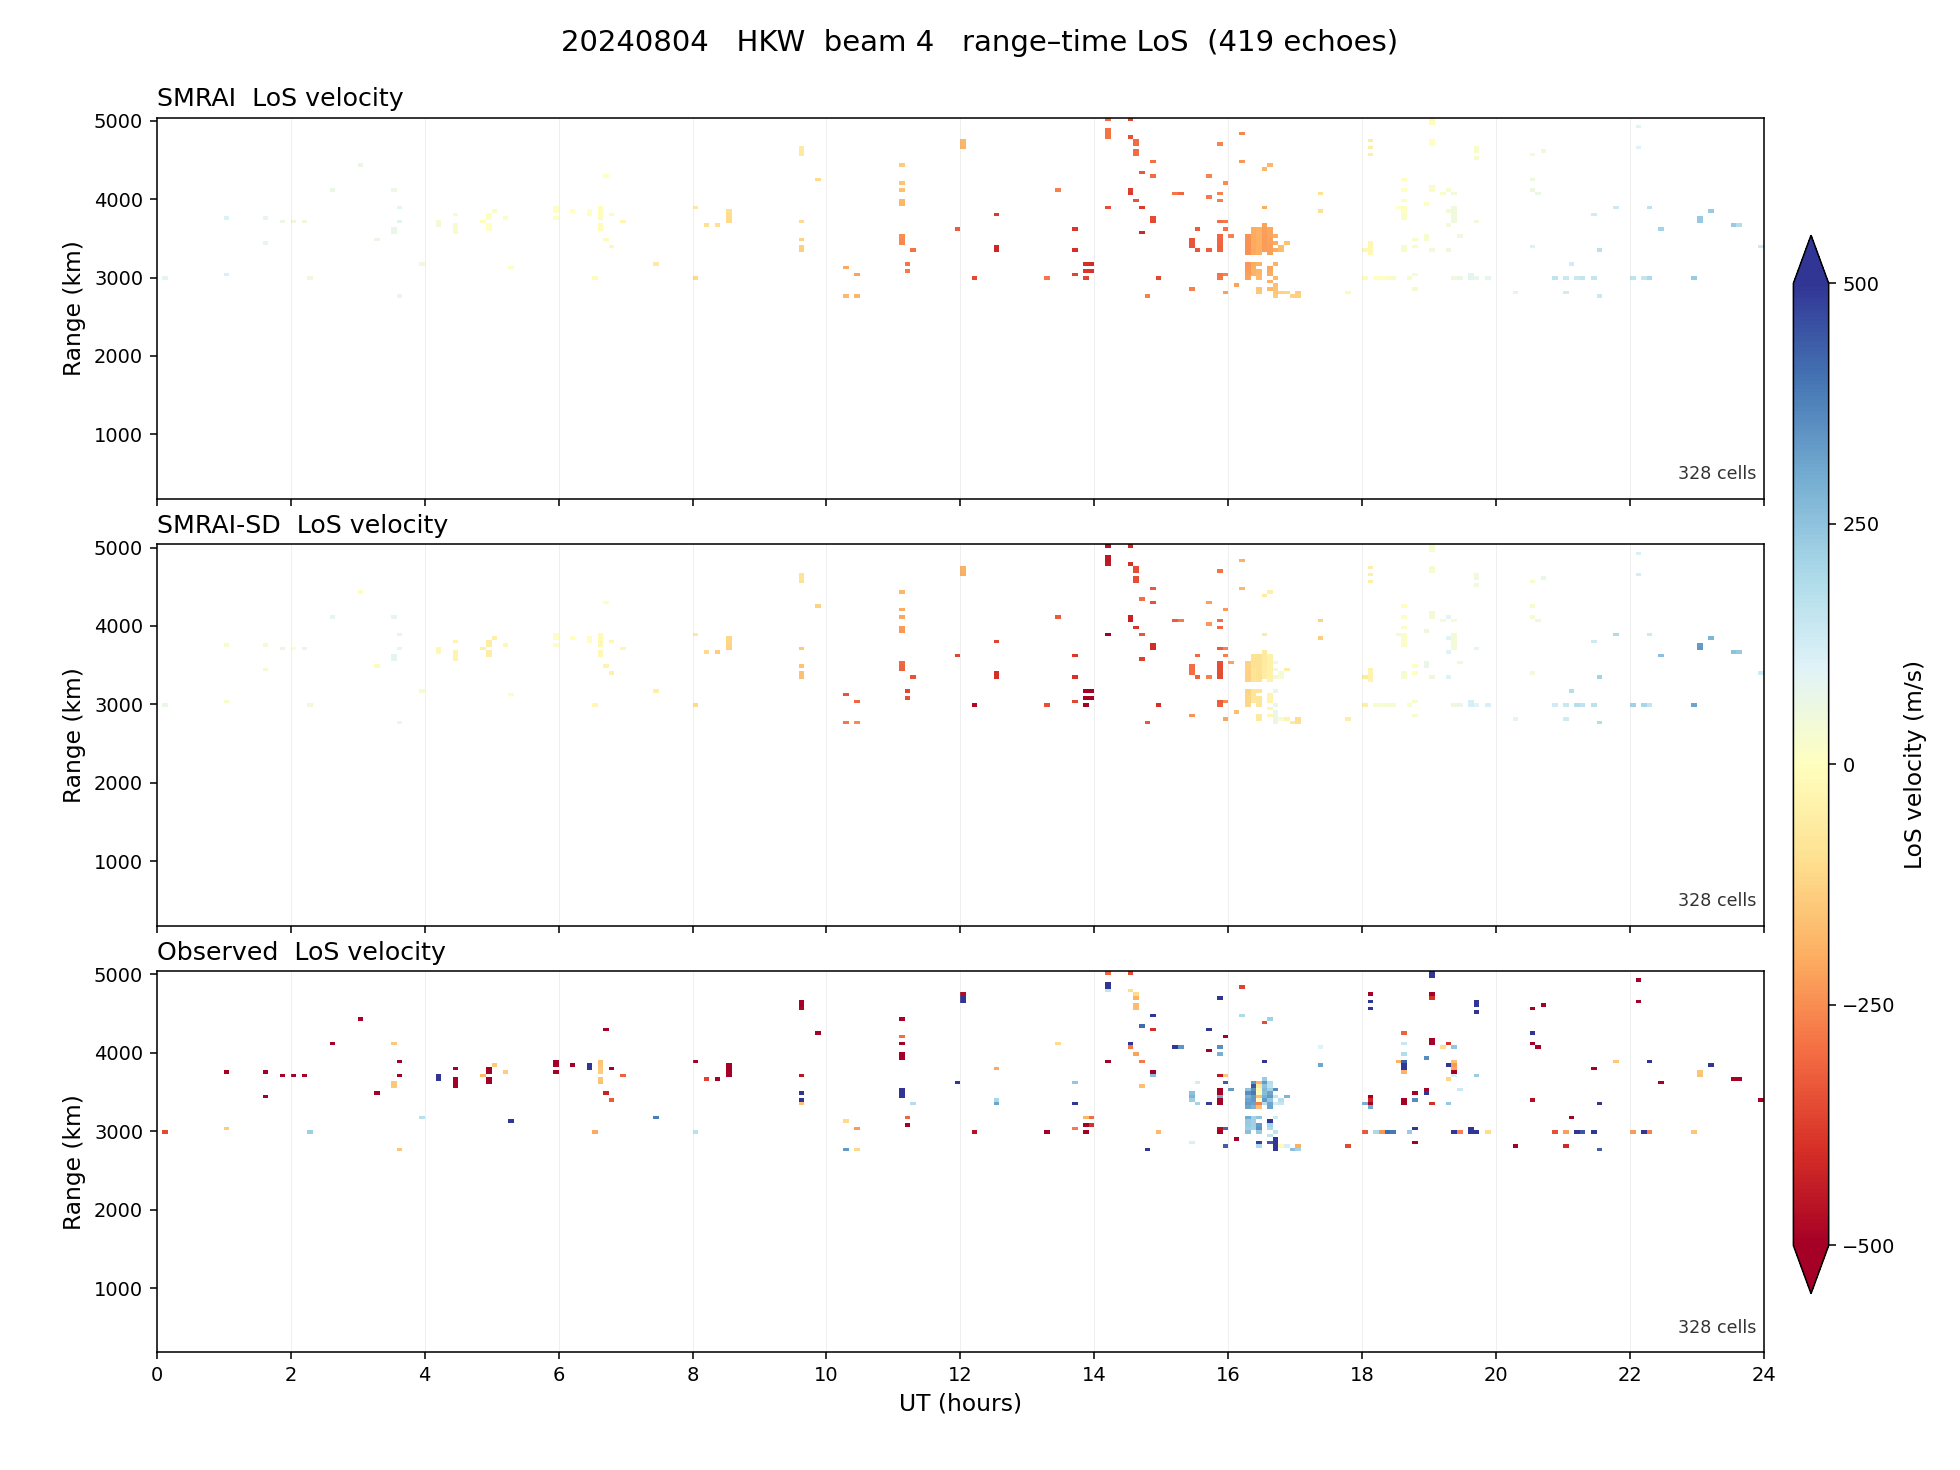 20240804   HKW  beam 4   range–time LoS  (419 echoes)
SMRAI  LoS velocity
5000
4000
3000
2000
1000
Range (km)
328 cells
SMRAI-SD  LoS velocity
5000
4000
3000
2000
1000
Range (km)
328 cells
Observed  LoS velocity
5000
4000
3000
2000
1000
Range (km)
328 cells
0 2 4 6 8 10 12 14 16 18 20 22 24
UT (hours)
500
250
0
−250
−500
LoS velocity (m/s)